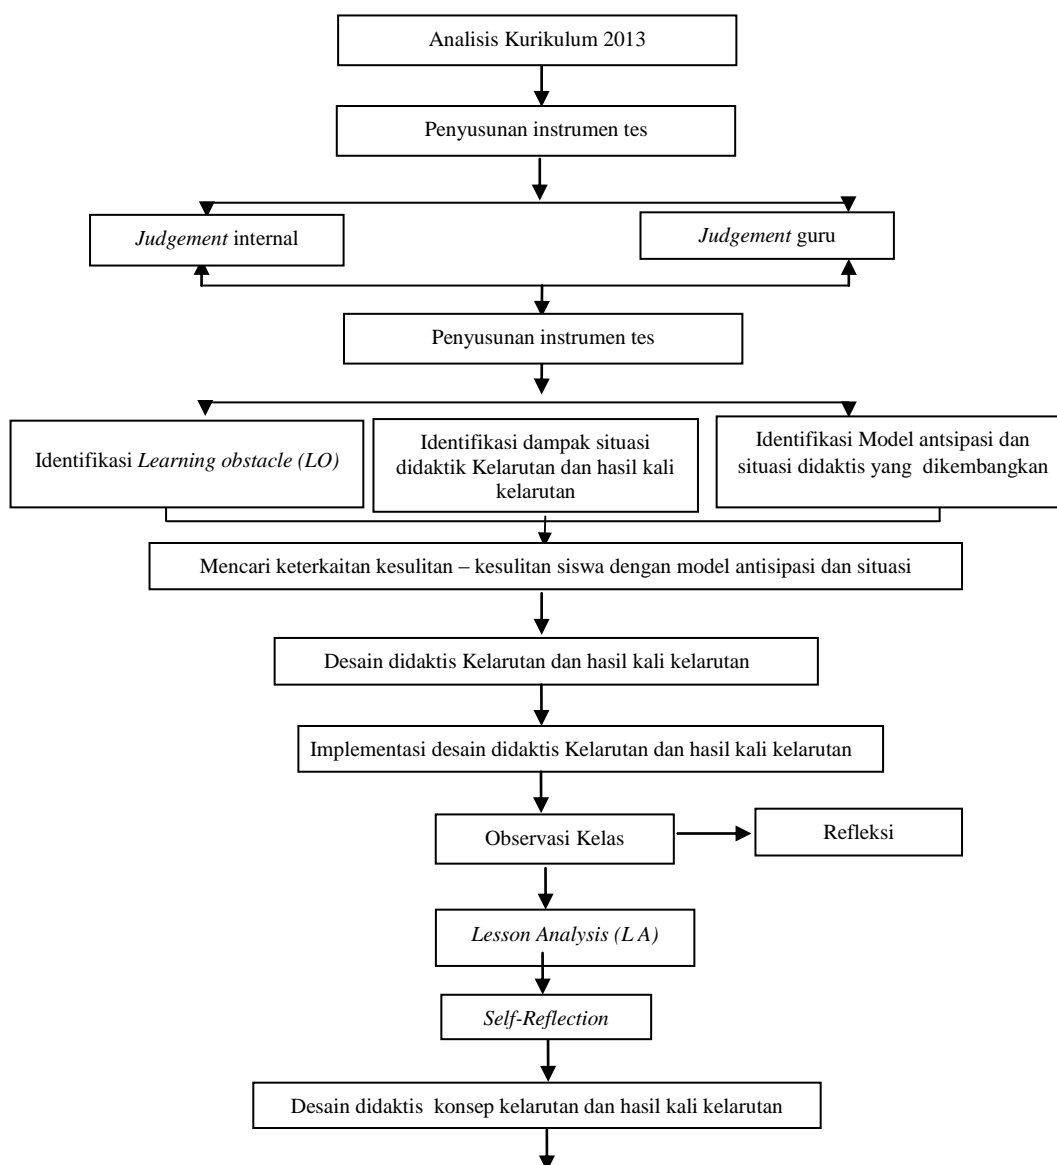 Analisis Kurikulum 2013
Penyusunan instrumen tes
Judgement internal
Judgement guru
Penyusunan instrumen tes
Identifikasi Learning obstacle (LO)
Identifikasi dampak situasi
didaktik Kelarutan dan hasil kali
kelarutan
Identifikasi Model antsipasi dan
situasi didaktis yang dikembangkan
Mencari keterkaitan kesulitan – kesulitan siswa dengan model antisipasi dan situasi
Desain didaktis Kelarutan dan hasil kali kelarutan
Implementasi desain didaktis Kelarutan dan hasil kali kelarutan
Observasi Kelas
Refleksi
Lesson Analysis (L A)
Self-Reflection
Desain didaktis konsep kelarutan dan hasil kali kelarutan